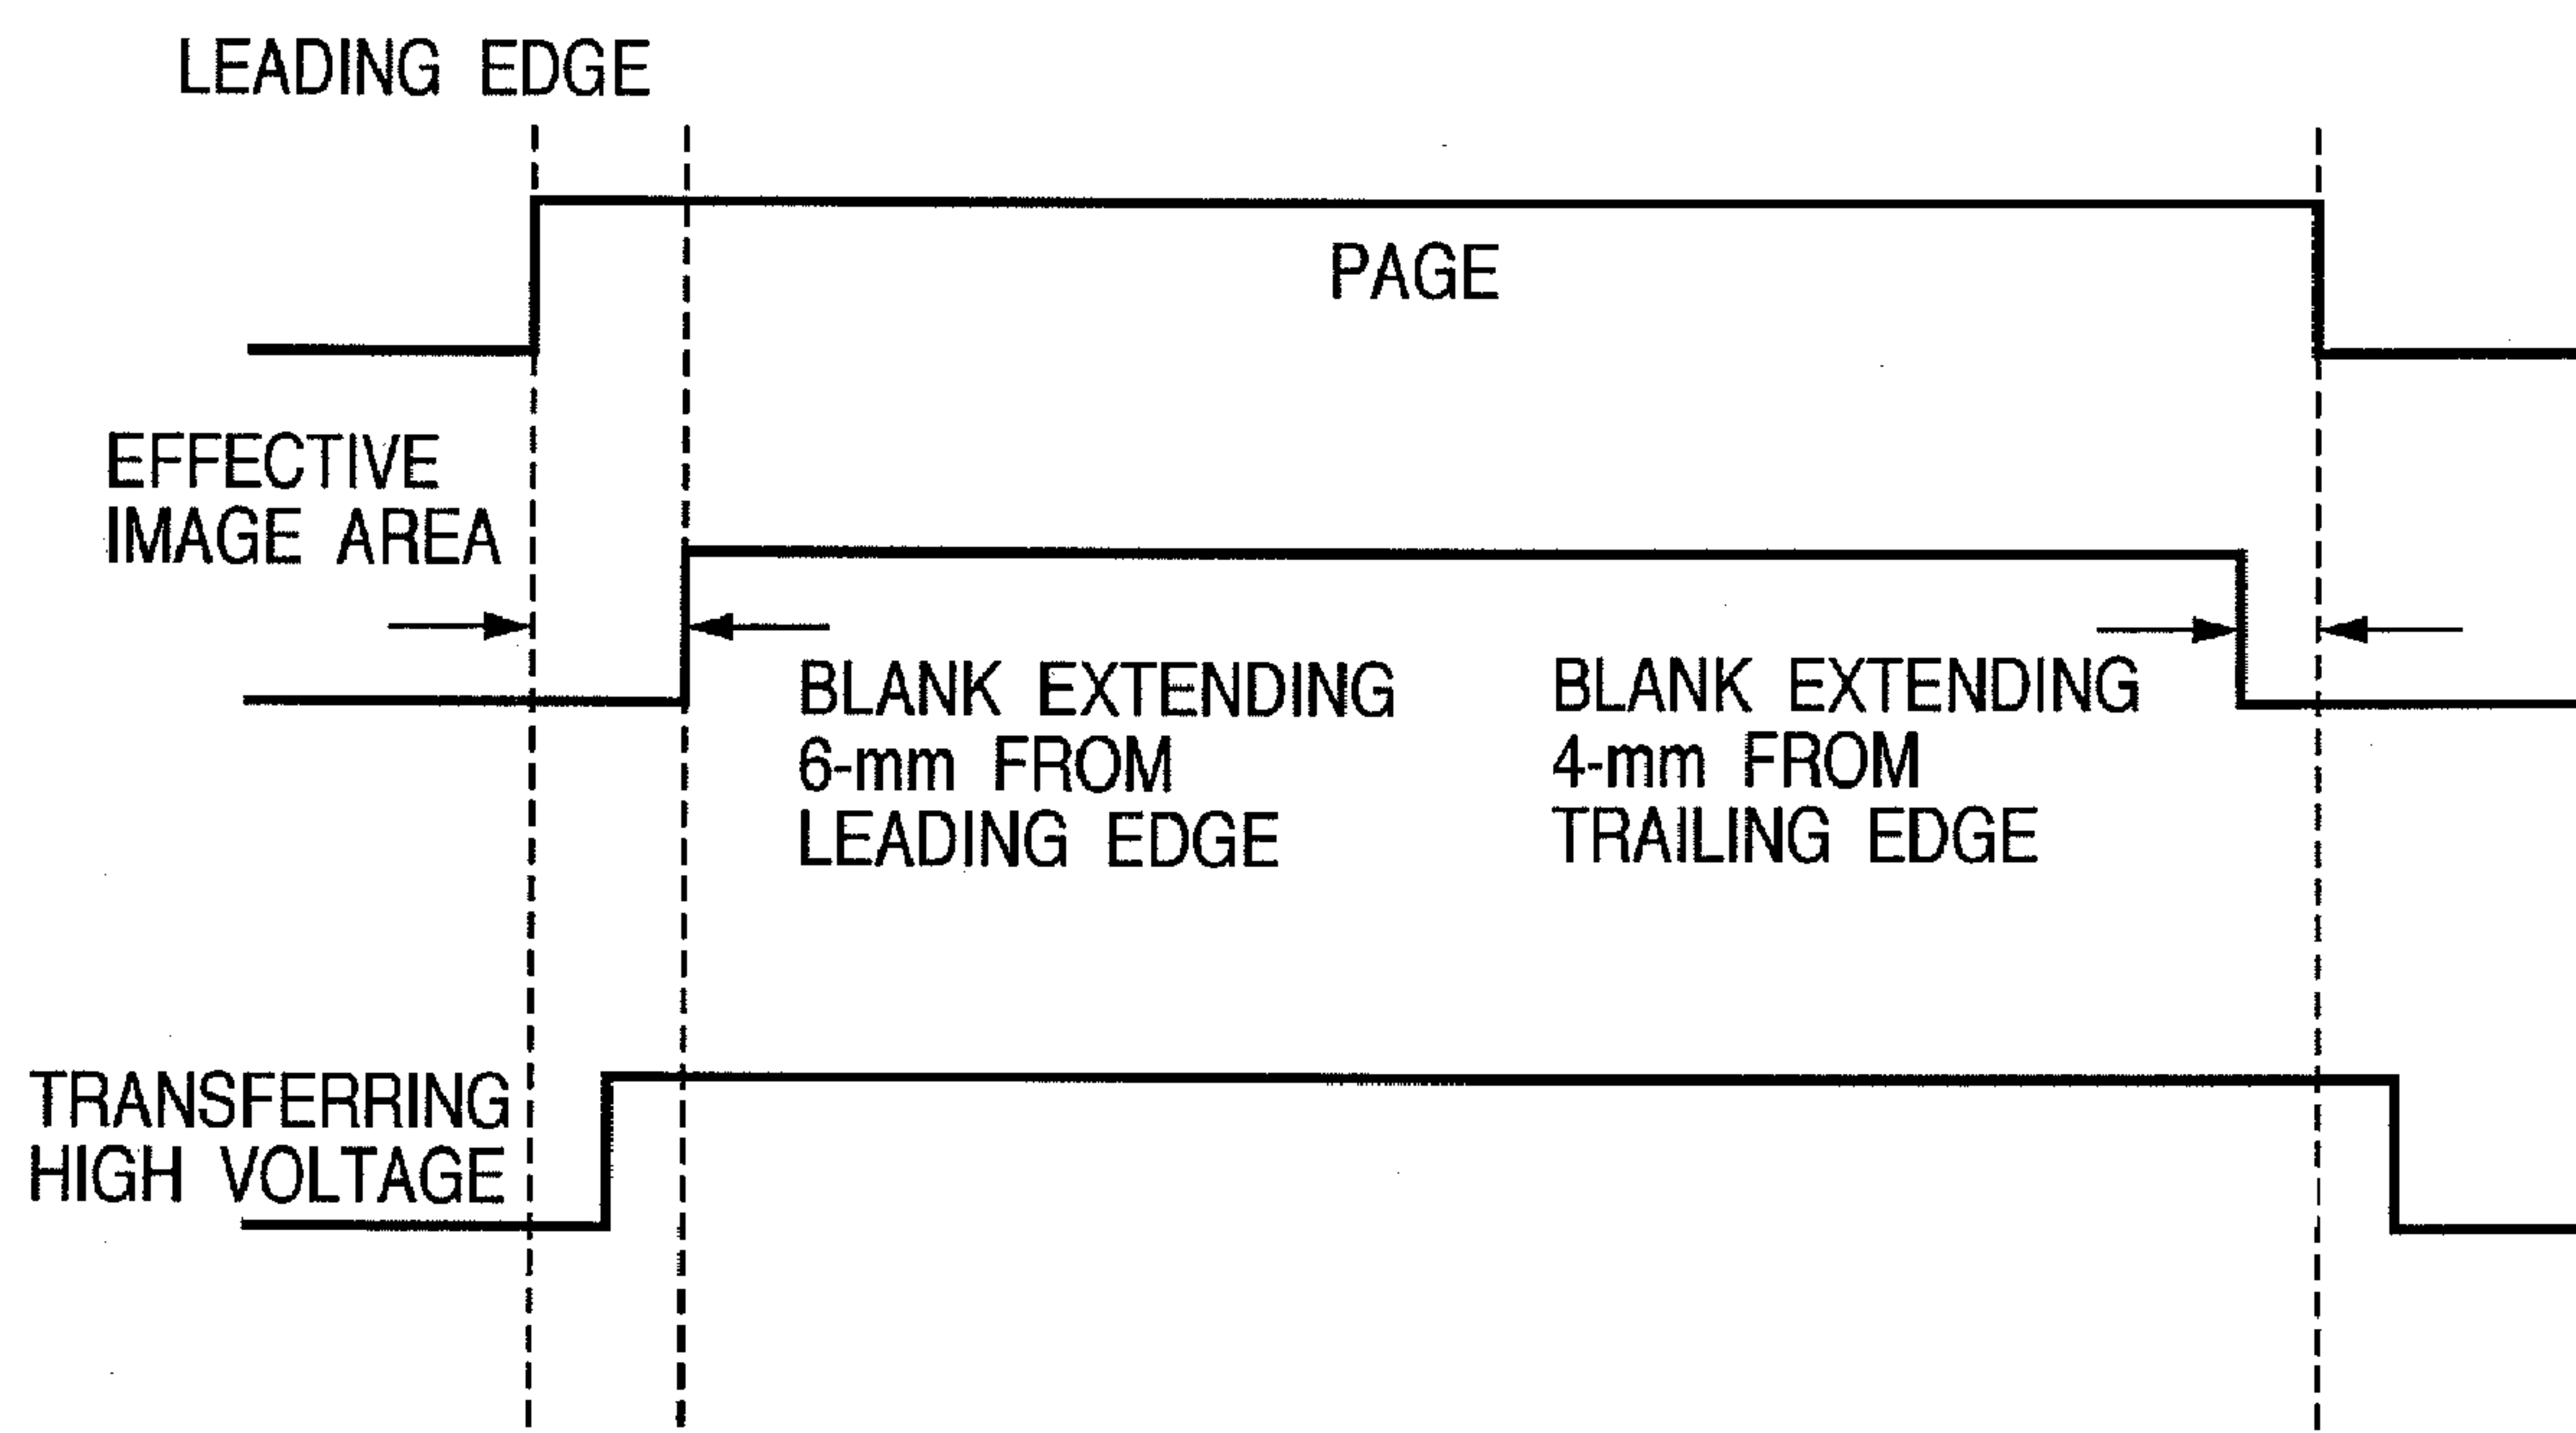 LEADING EDGE
PAGE
EFFECTIVE
IMAGE AREA
BLANK EXTENDING
6-mm FROM
LEADING EDGE
BLANK EXTENDING
4-mm FROM
TRAILING EDGE
TRANSFERRING
HIGH VOLTAGE